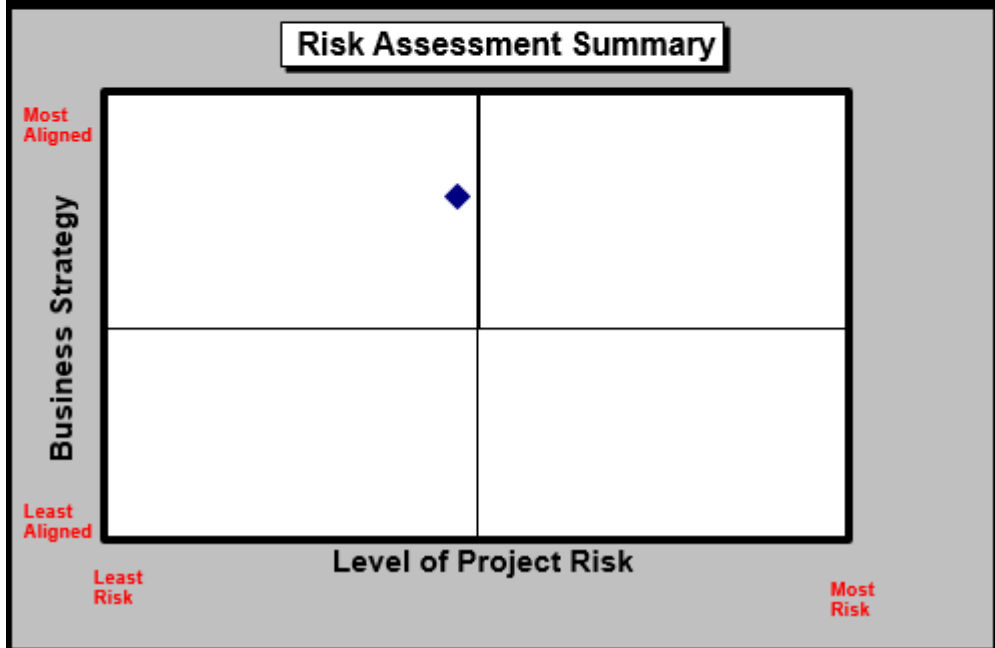 Risk Assessment Summary
Most
Aligned
Business Strategy
Least
Aligned
Level of Project Risk
Least
Risk
Most
Risk